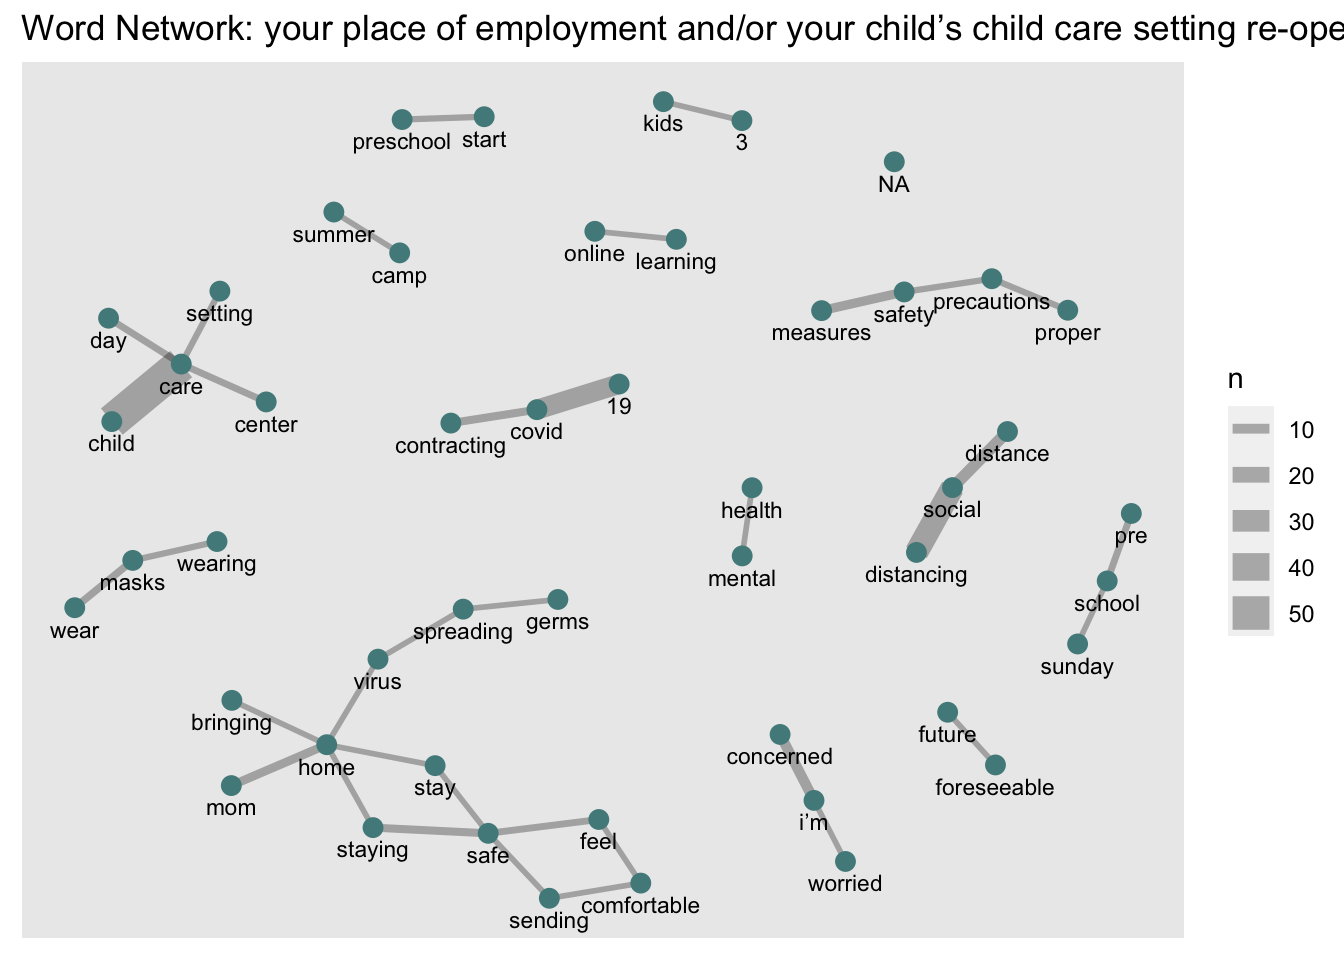 Word Network: your place of employment and/or your child’s child care setting re-ope
preschool start
kids
3
NA
summer
camp
online
learning
setting
day
care
child
center
measures
safety
precautions
proper
contracting
covid
19
distance
social
distancing
health
mental
pre
school
sunday
wearing
masks
wear
germs
spreading
virus
bringing
home
mom
stay
staying
safe
feel
sending
comfortable
concerned
i’m
worried
future
foreseeable
n
10
20
30
40
50